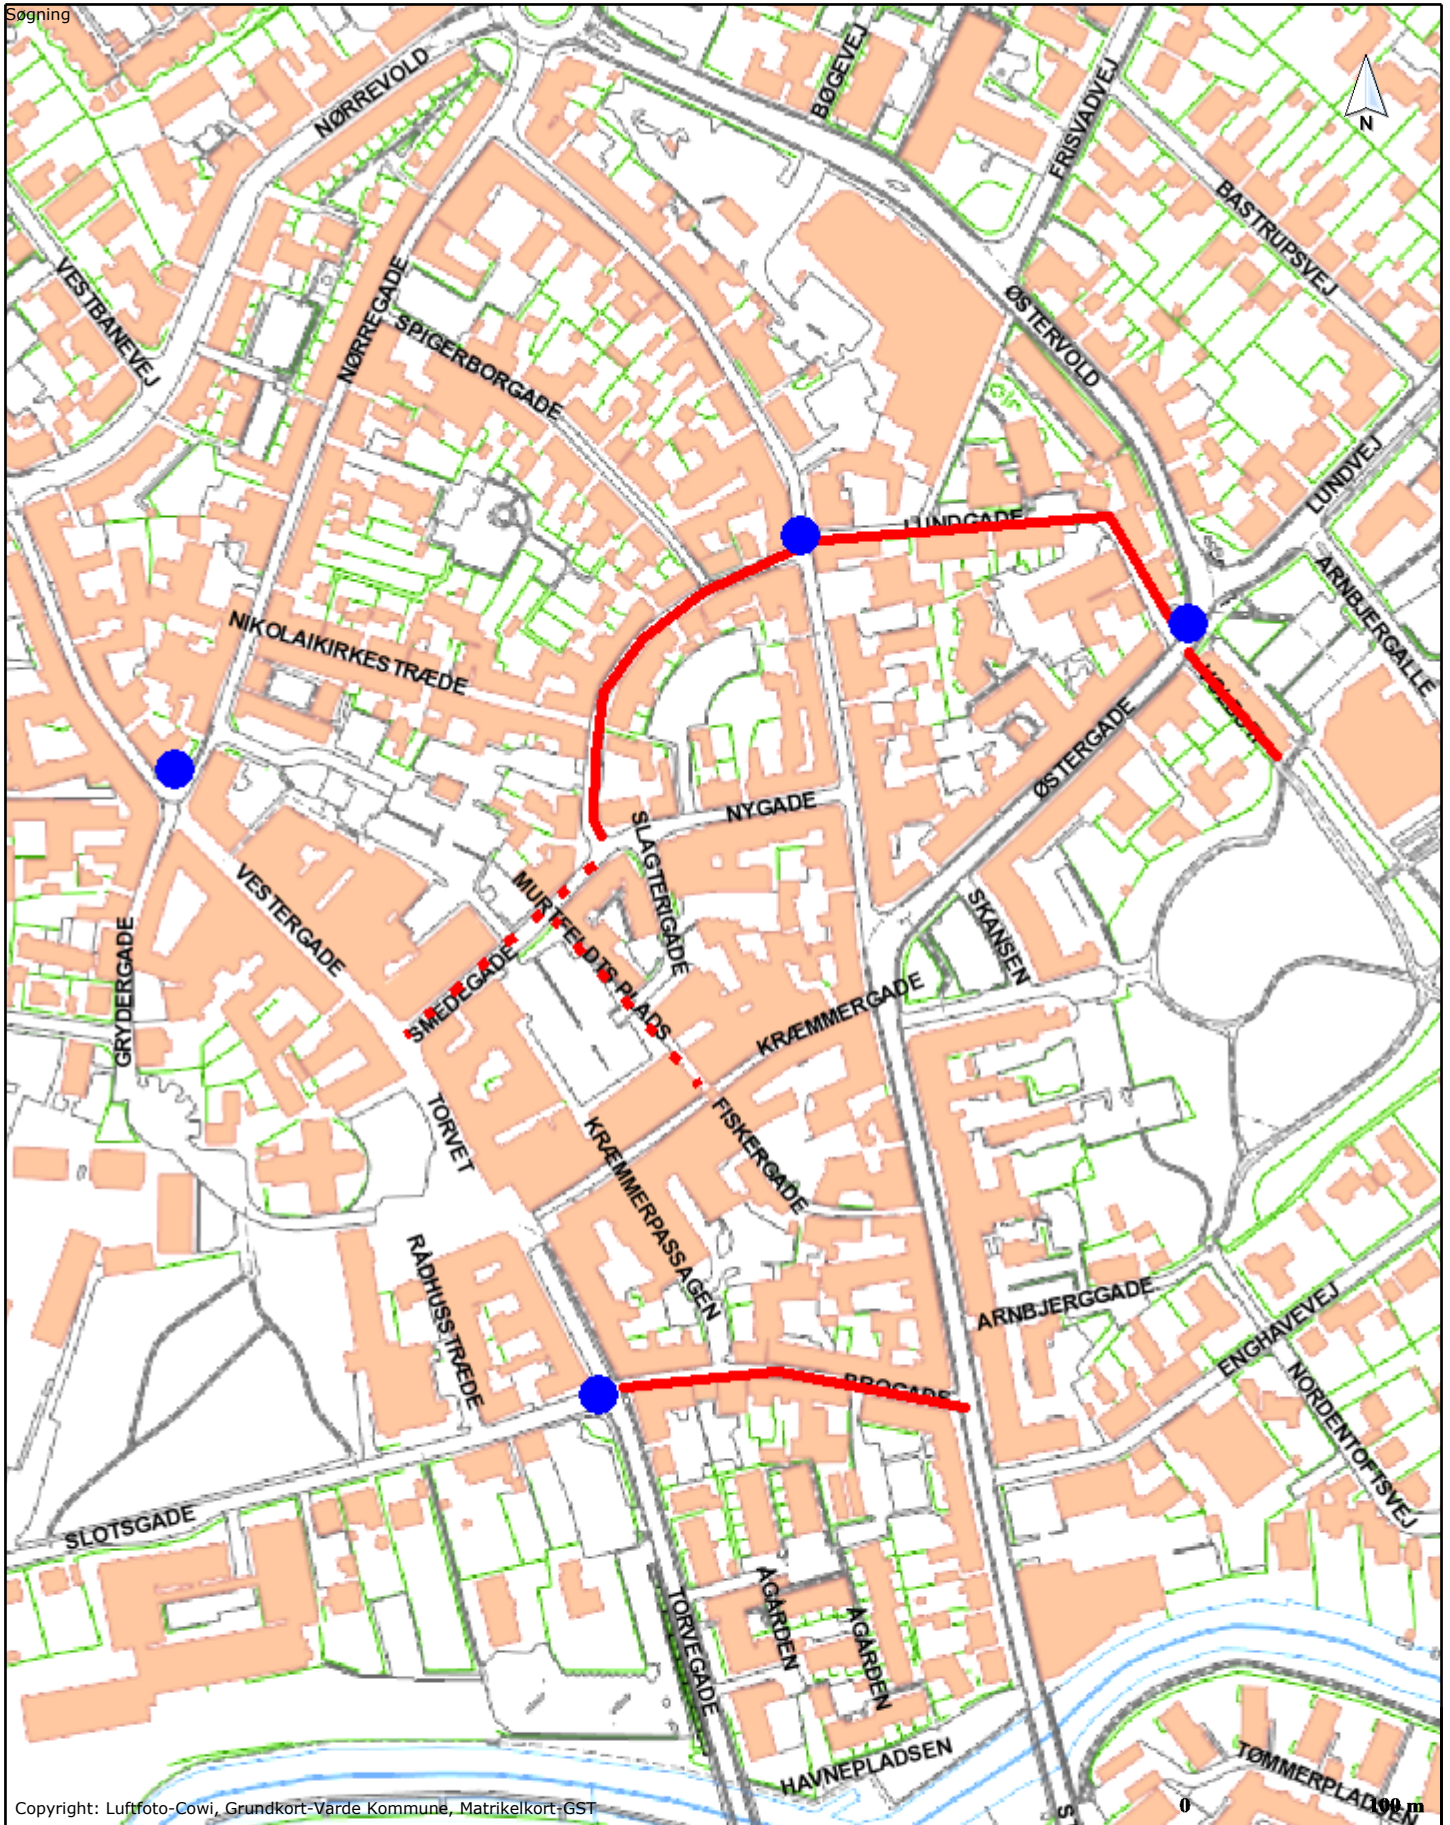 Søgning
NØRREVOLD
BØGEVEJ
FRISVADVEJ
N
BASTRUPSVEJ
VESTBANEVEJ
NØRREGADE
SPIGERBORGGADE
ØSTERVOLD
LUNDVEJ
LUNDGADE
ARNBJERGALLE
NIKOLAIKIRKESTRÆDE
ØSTERGADE
NYGADE
SLAGTERIGADE
MURTFELDTS PLADS
VESTERGADE
SKANSEN
GRYDERGADE
SMEDEGADE
KRÆMMERGADE
TORVET
FISKERGADE
KRÆMMERPASSAGEN
RÅDHUSSTRÆDE
ARNBJERGGADE
ENGHAVEVEJ
NORDENTOFTSVEJ
BROGADE
SLOTSGADE
TORVEGADE
ÅGÅRDEN
ÅGÅRDEN
HAVNEPLADSEN
TØMMERPLADSEN
ST
0 100 m
Copyright: Luftfoto-Cowi, Grundkort-Varde Kommune, Matrikelkort-GST